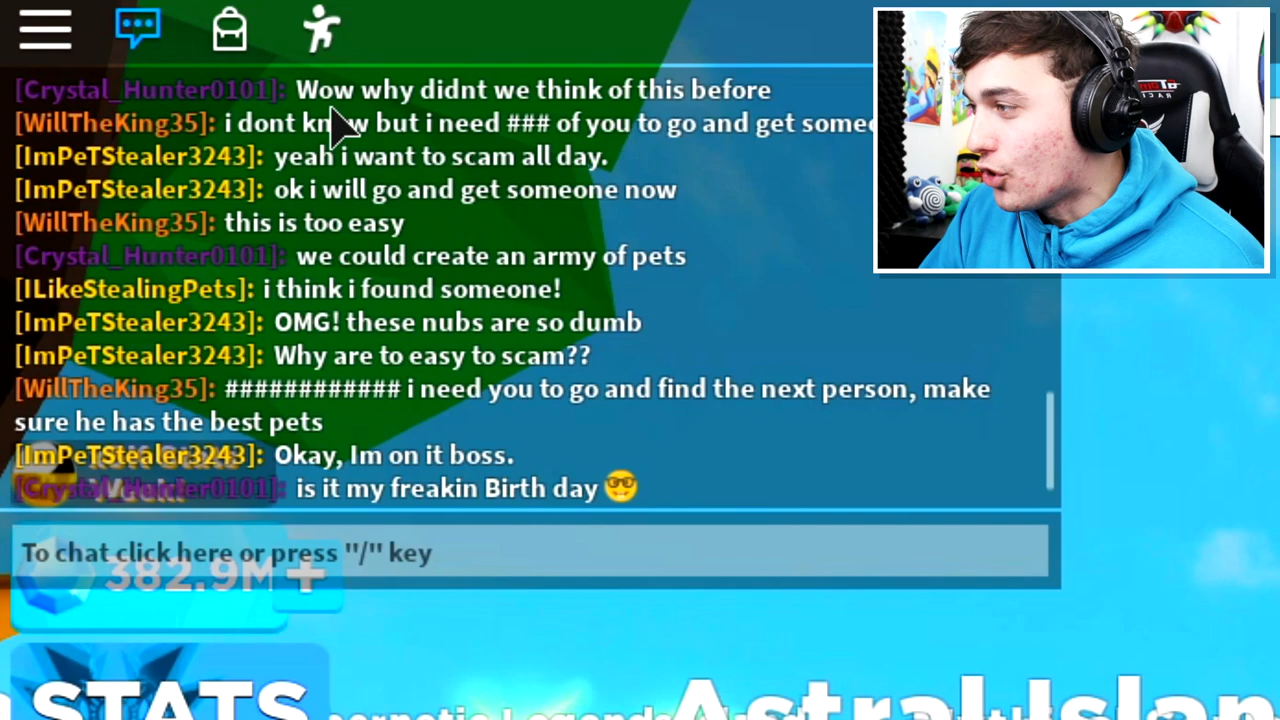 [Crystal_Hunter0101]: Wow why didnt we think of this before
[WillTheKing35]: i dont know but i need ### of you to go and get
[ImPeTStealer3243]: yeah i want to scam all day.
[ImPeTStealer3243]: ok i will go and get someone now
[WillTheKing35]: this is too easy
[Crystal_Hunter0101]: we could create an army of pets
[ILikeStealingPets]: i think i found someone!
[ImPeTStealer3243]: OMG! these nubs are so dumb
[ImPeTStealer3243]: Why are to easy to scam??
[WillTheKing35]: ############ i need you to go and find the next person, make
sure he has the best pets
[ImPeTStealer3243]: Okay, Im on it boss.
[Crystal_Hunter0101]: is it my freakin Birth day 🤓
To chat click here or press "/" key
382.9M +
STATS
Astral Islan
Legends